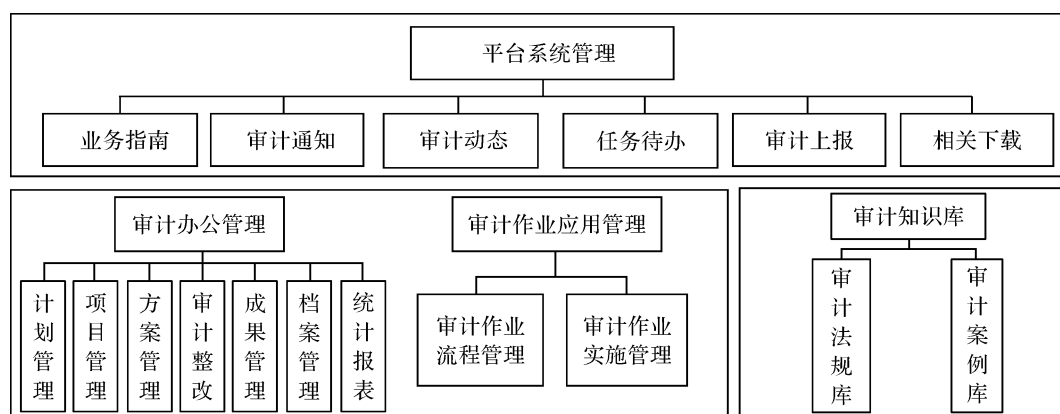 平台系统管理
业务指南
审计通知
审计动态
任务待办
审计上报
相关下载
审计办公管理
审计作业应用管理
审计知识库
计划管理
项目管理
方案管理
审计整改
成果管理
档案管理
统计报表
审计作业
流程管理
审计作业
实施管理
审计法规库
审计案例库